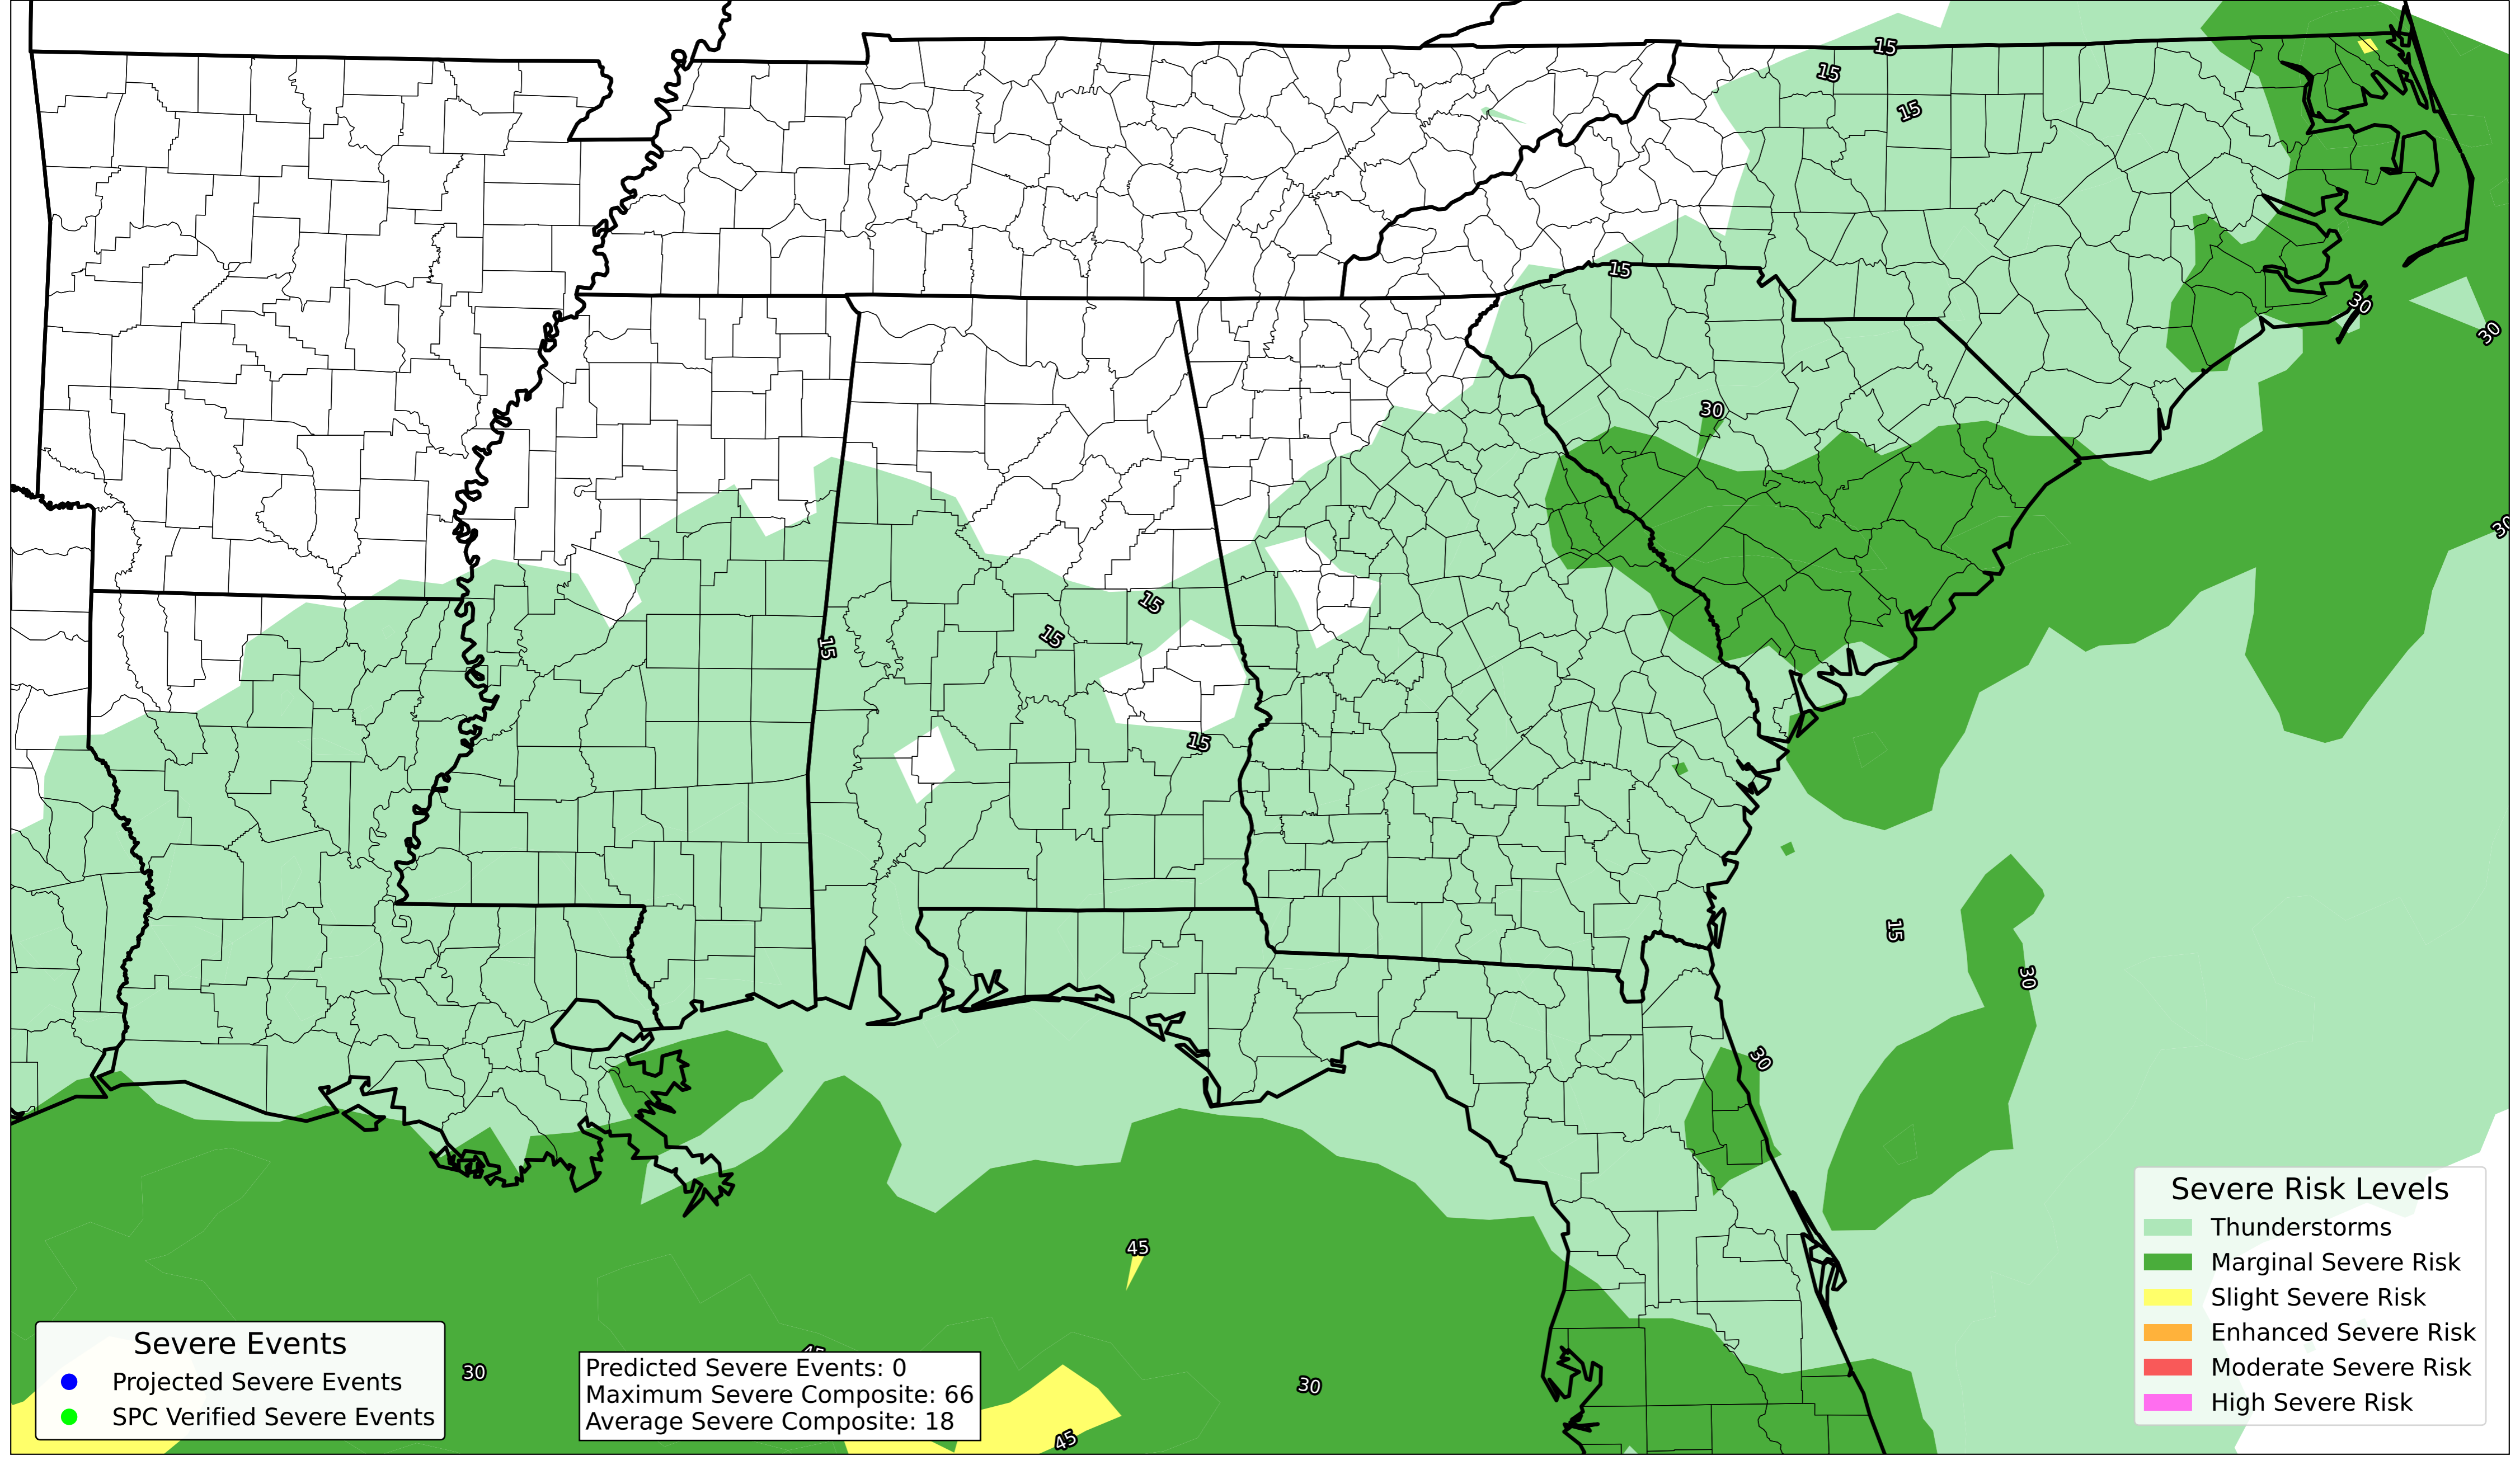 15
15
15
15
30
30
30
30
15
15
15
15
15
30
30
45
45
30
30
45
Severe Events
Projected Severe Events
SPC Verified Severe Events
Predicted Severe Events: 0
Maximum Severe Composite: 66
Average Severe Composite: 18
Severe Risk Levels
Thunderstorms
Marginal Severe Risk
Slight Severe Risk
Enhanced Severe Risk
Moderate Severe Risk
High Severe Risk